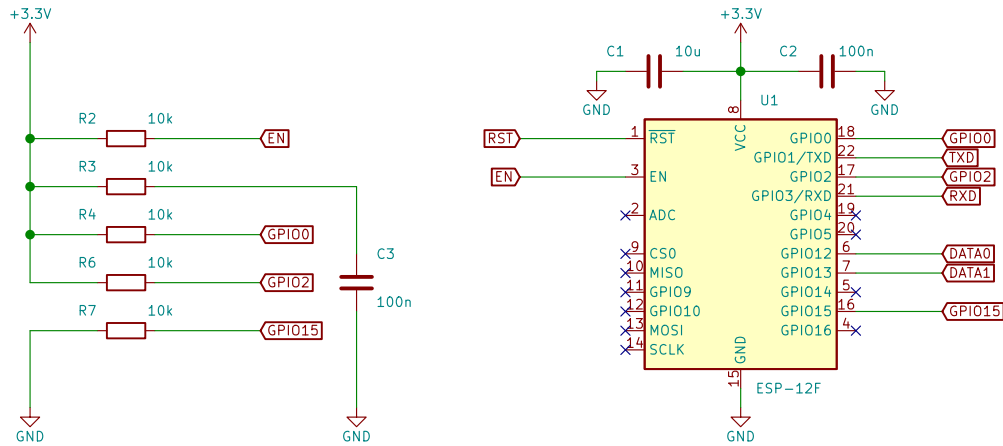 +3.3V
R2 10k
EN
R3 10k
R4 10k
GPIO0
C3
R6 10k
GPIO2
100n
R7 10k
GPIO15
GND
GND
+3.3V
C1 10u
C2 100n
GND
GND
U1
8
VCC
RST 1 RST
EN 3 EN
2 ADC
9 CS0
10 MISO
11 GPIO9
12 GPIO10
13 MOSI
14 SCLK
GPIO0 18 GPIO0
GPIO1/TXD 22 TXD
GPIO2 17 GPIO2
GPIO3/RXD 21 RXD
GPIO4 19
GPIO5 20
GPIO12 6 DATA0
GPIO13 7 DATA1
GPIO14 5
GPIO15 16 GPIO15
GPIO16 4
GND
15
ESP-12F
GND